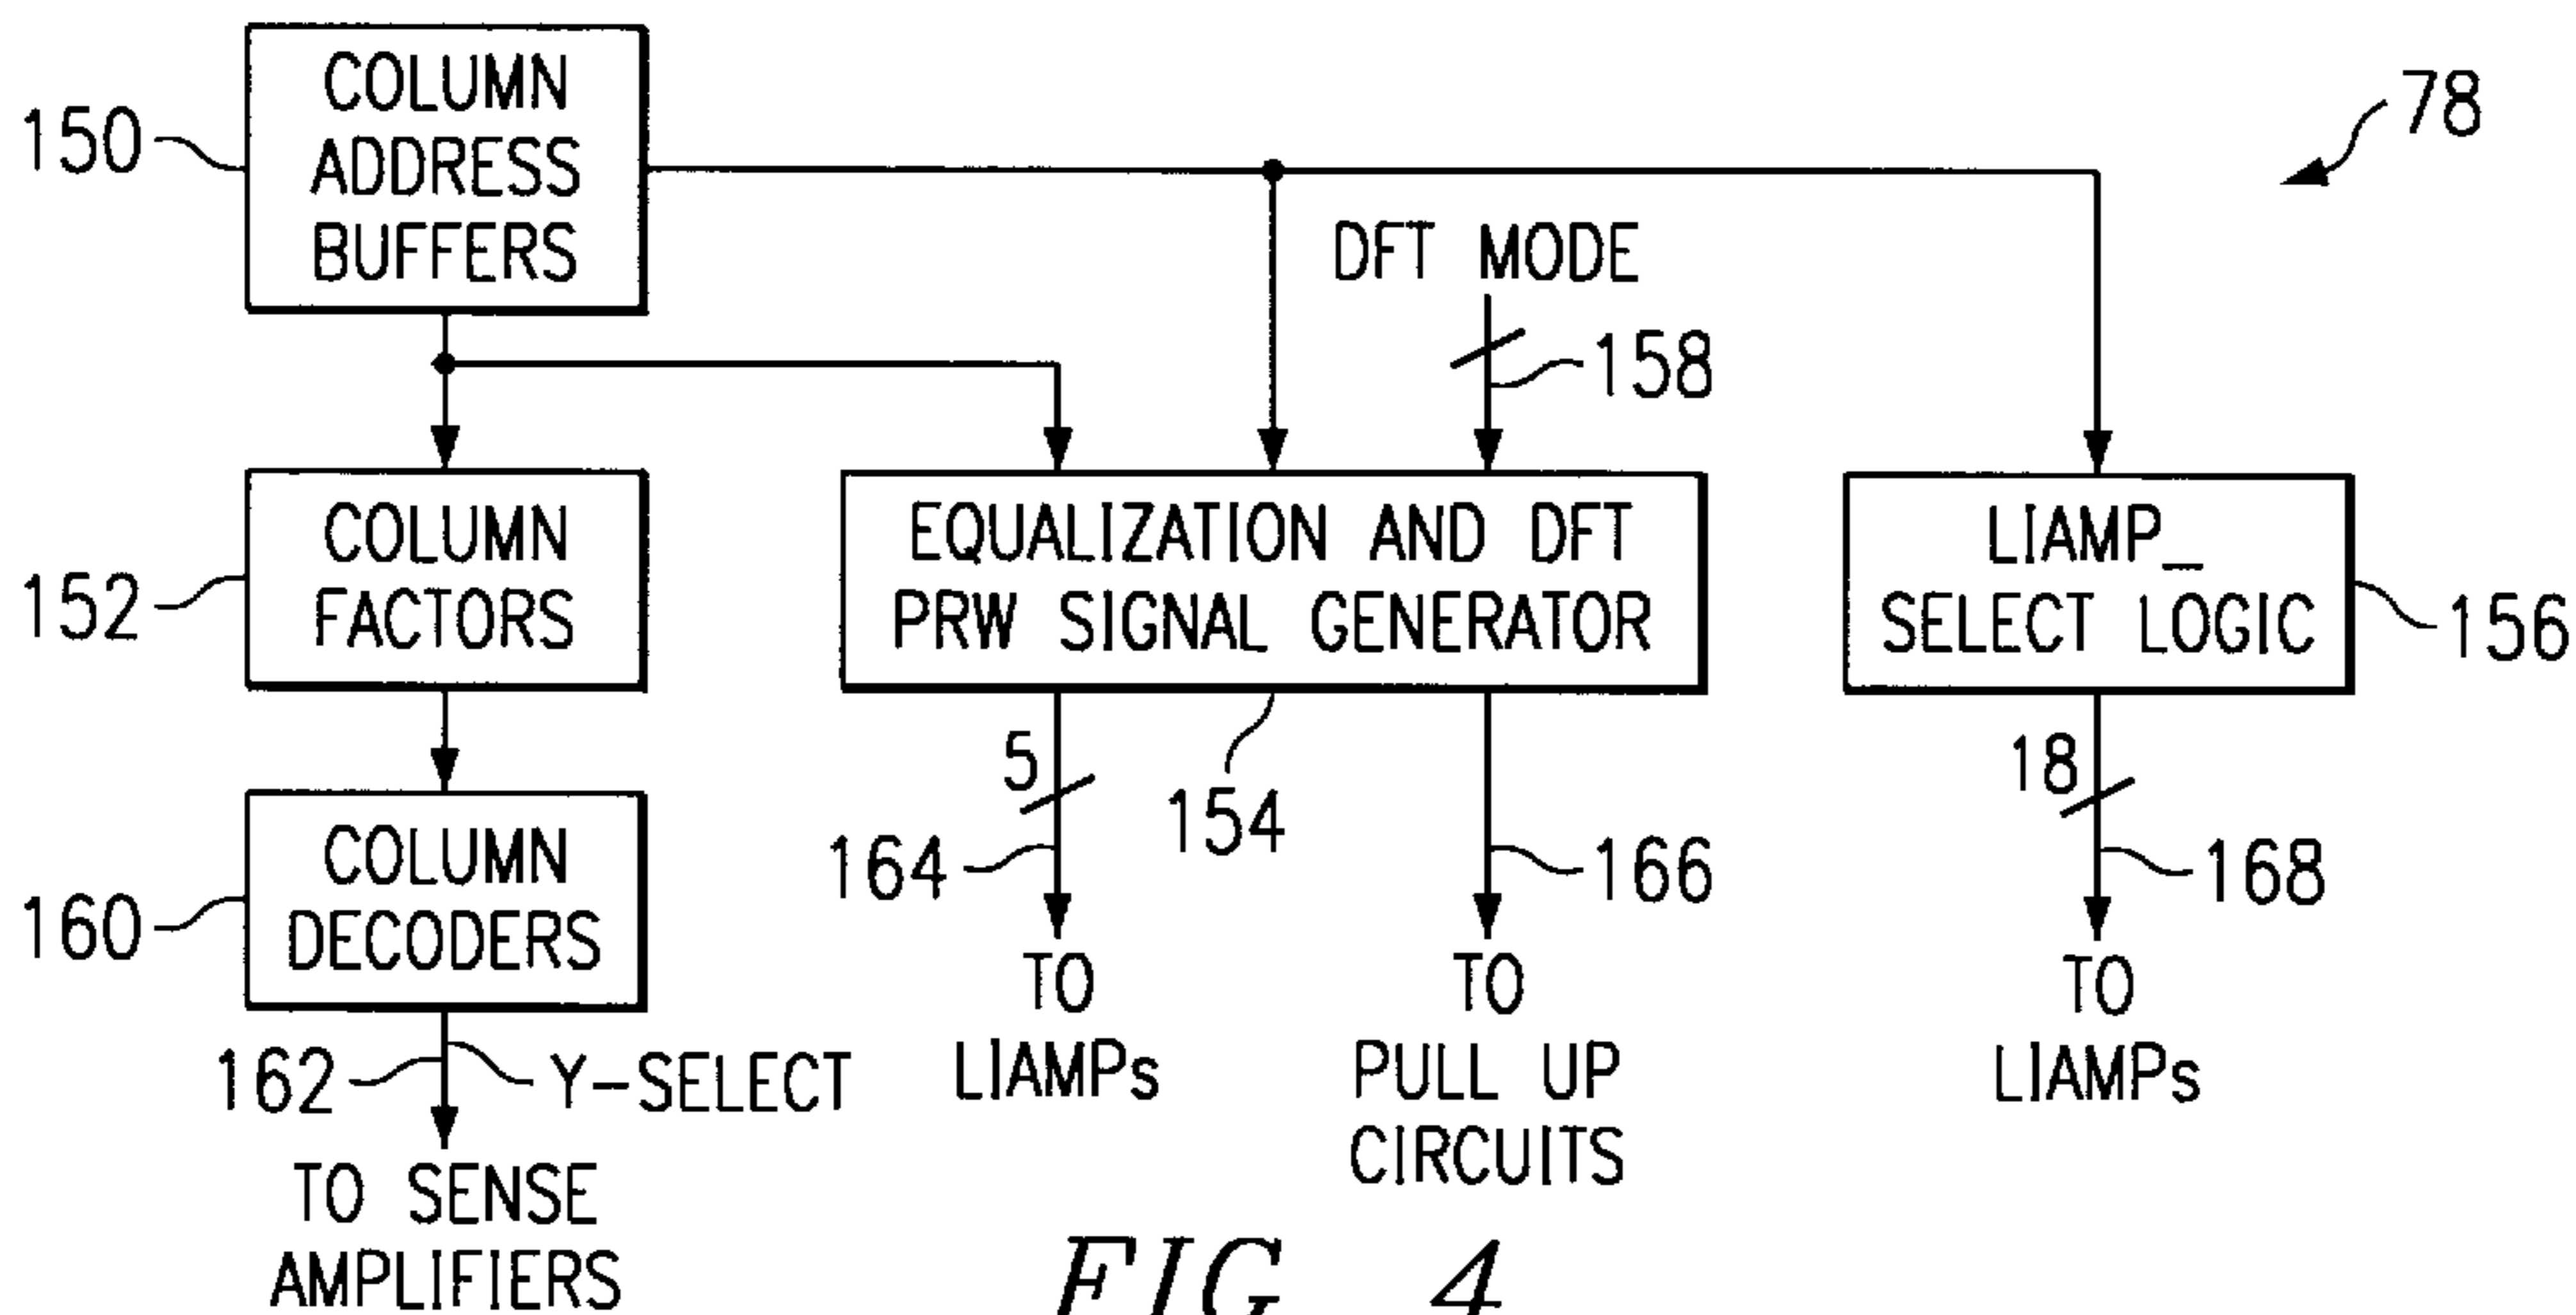 COLUMN
ADDRESS
BUFFERS
150
78
DFT MODE
158
COLUMN
FACTORS
152
EQUALIZATION AND DFT
PRW SIGNAL GENERATOR
154
LIAMP_
SELECT LOGIC
156
COLUMN
DECODERS
160
5
164
166
18
168
TO
LIAMPs
TO
PULL UP
CIRCUITS
TO
LIAMPs
162
Y-SELECT
TO SENSE
AMPLIFIERS
FIG. 4